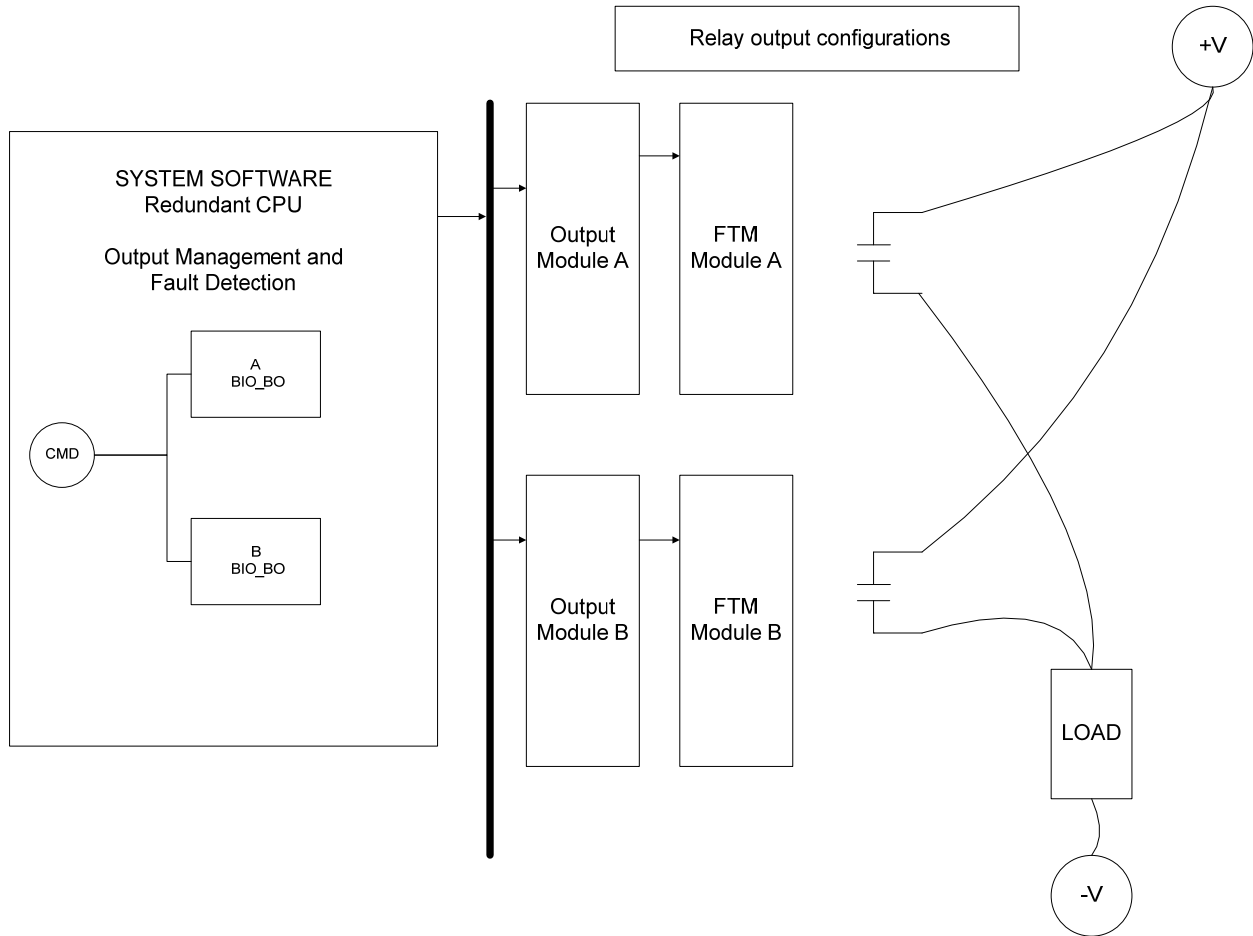 Relay output configurations
+V
SYSTEM SOFTWARE
Redundant CPU
Output Management and
Fault Detection
A
BIO_BO
CMD
B
BIO_BO
Output
Module A
FTM
Module A
Output
Module B
FTM
Module B
LOAD
-V